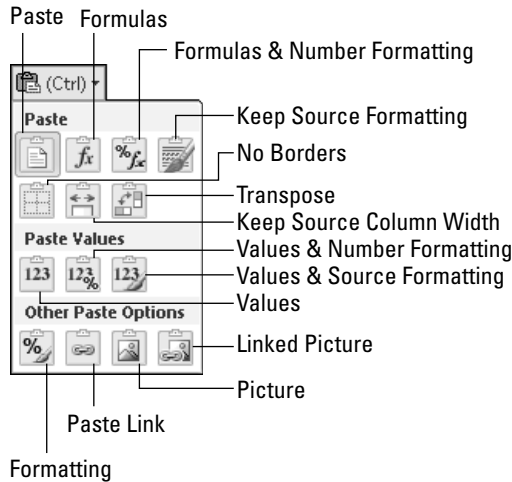 Paste Formulas
Formulas & Number Formatting
(Ctrl)
Paste
Keep Source Formatting
fx
%fx
No Borders
Transpose
Keep Source Column Width
Paste Values
Values & Number Formatting
123
123%
123
Values & Source Formatting
Values
Other Paste Options
%
Linked Picture
Picture
Paste Link
Formatting